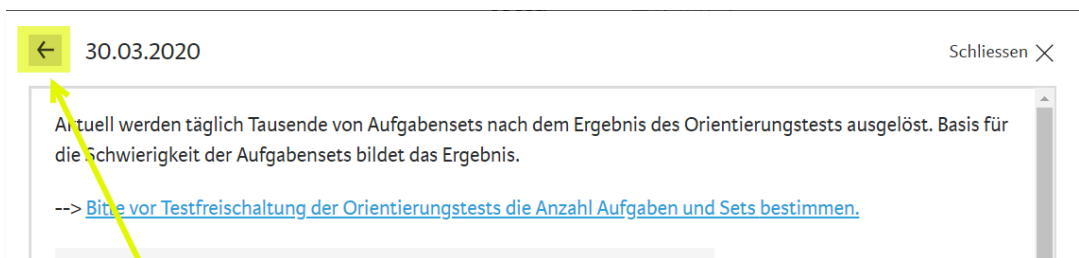 30.03.2020 Schliessen
Aktuell werden täglich Tausende von Aufgabensets nach dem Ergebnis des Orientierungstests ausgelöst. Basis für
die Schwierigkeit der Aufgabensets bildet das Ergebnis.
--> Bitte vor Testfreischaltung der Orientierungstests die Anzahl Aufgaben und Sets bestimmen.